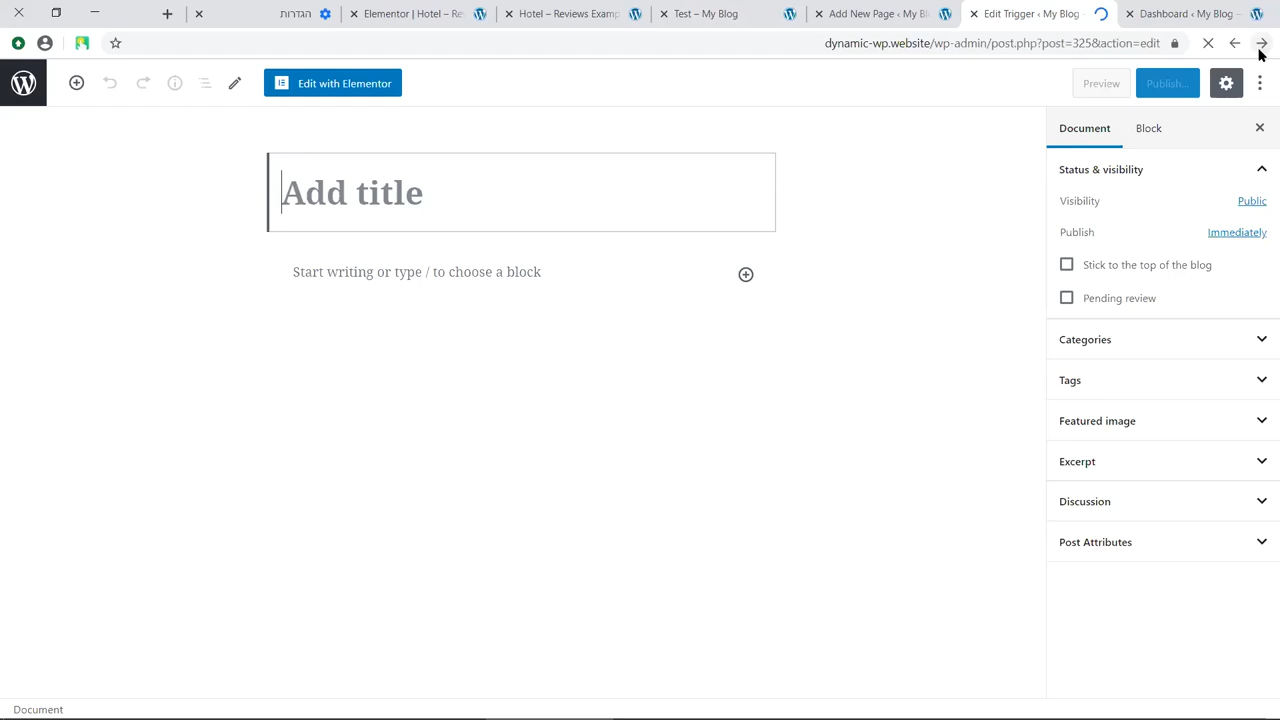 הגדרות
Elementor | Hotel – Re
Hotel – Reviews Examp
Test – My Blog
Add New Page ‹ My Bl
Edit Trigger ‹ My Blog
Dashboard ‹ My Blog –
dynamic-wp.website/wp-admin/post.php?post=325&action=edit
Edit with Elementor
Preview
Publish...
Document Block
Add title
Start writing or type / to choose a block
Status & visibility
Visibility Public
Publish Immediately
Stick to the top of the blog
Pending review
Categories
Tags
Featured image
Excerpt
Discussion
Post Attributes
Document